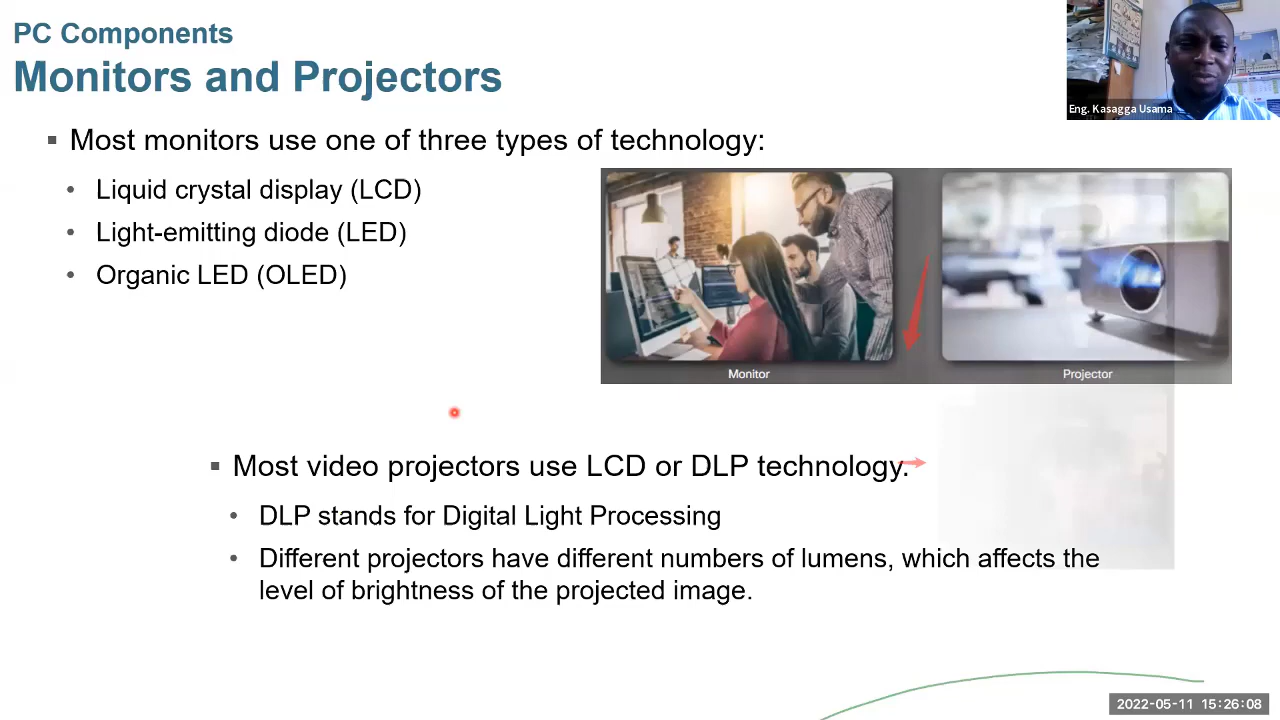 PC Components
Monitors and Projectors
Eng. Kasagga Usama
▪ Most monitors use one of three types of technology:
• Liquid crystal display (LCD)
• Light-emitting diode (LED)
• Organic LED (OLED)
Monitor
Projector
▪ Most video projectors use LCD or DLP technology.
• DLP stands for Digital Light Processing
• Different projectors have different numbers of lumens, which affects the
level of brightness of the projected image.
2022-05-11 15:26:08